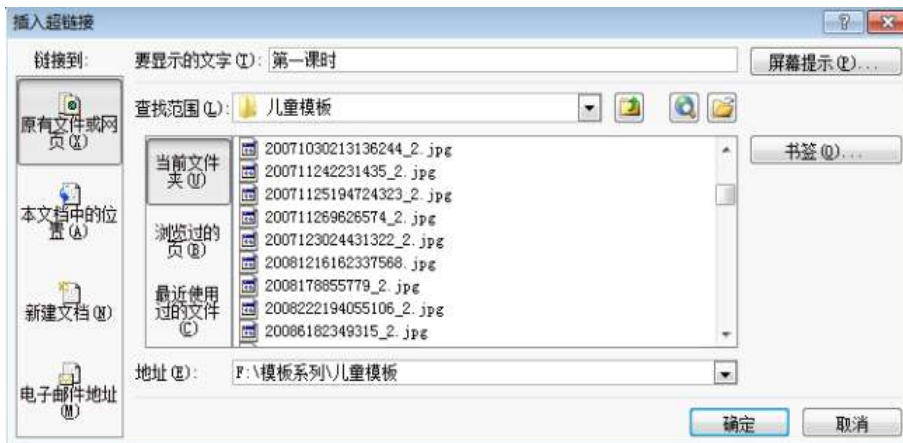 插入超链接
链接到:
要显示的文字(T): 第一课时
屏幕提示(P)...
原有文件或网
页(X)
查找范围(L): 儿童模板
书签(O)...
当前文件
夹(U)
20071030213136244_2.jpg
200711242231435_2.jpg
20071125194724323_2.jpg
200711269626574_2.jpg
2007123024431322_2.jpg
20081216162337568.jpg
2008178855779_2.jpg
2008222194055106_2.jpg
20086182349315_2.jpg
本文档中的位
置(A)
浏览过的
页(B)
新建文档(N)
最近使用
过的文件
(C)
地址(E): F:\模板系列\儿童模板
电子邮件地址
(M)
确定
取消